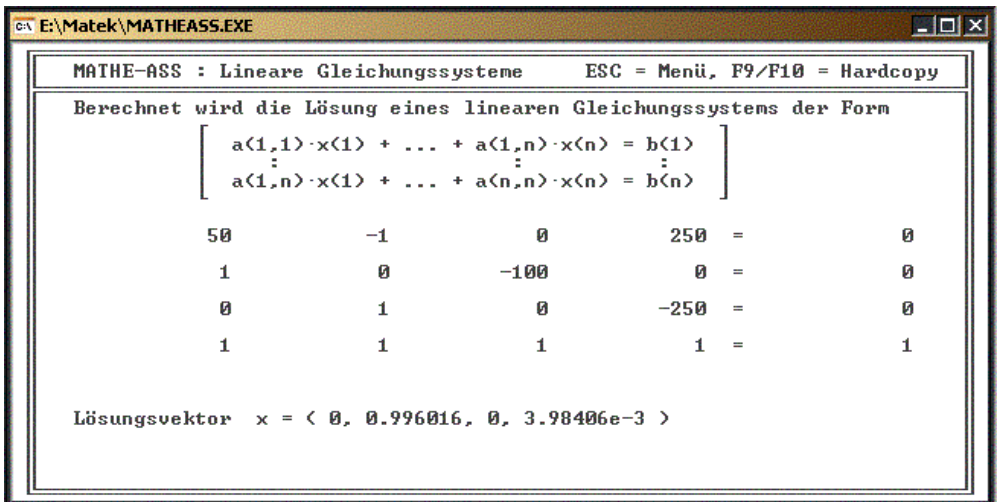 E:\Matek\MATHEASS.EXE
MATHE-ASS : Lineare Gleichungssysteme ESC = Menü, F9/F10 = Hardcopy
Berechnet wird die Lösung eines linearen Gleichungssystems der Form
a(1,1)·x(1) + ... + a(1,n)·x(n) = b(1)
: : :
a(1,n)·x(1) + ... + a(n,n)·x(n) = b(n)
50 -1 0 250 = 0
1 0 -100 0 = 0
0 1 0 -250 = 0
1 1 1 1 = 1
Lösungsvektor x = ( 0, 0.996016, 0, 3.98406e-3 )